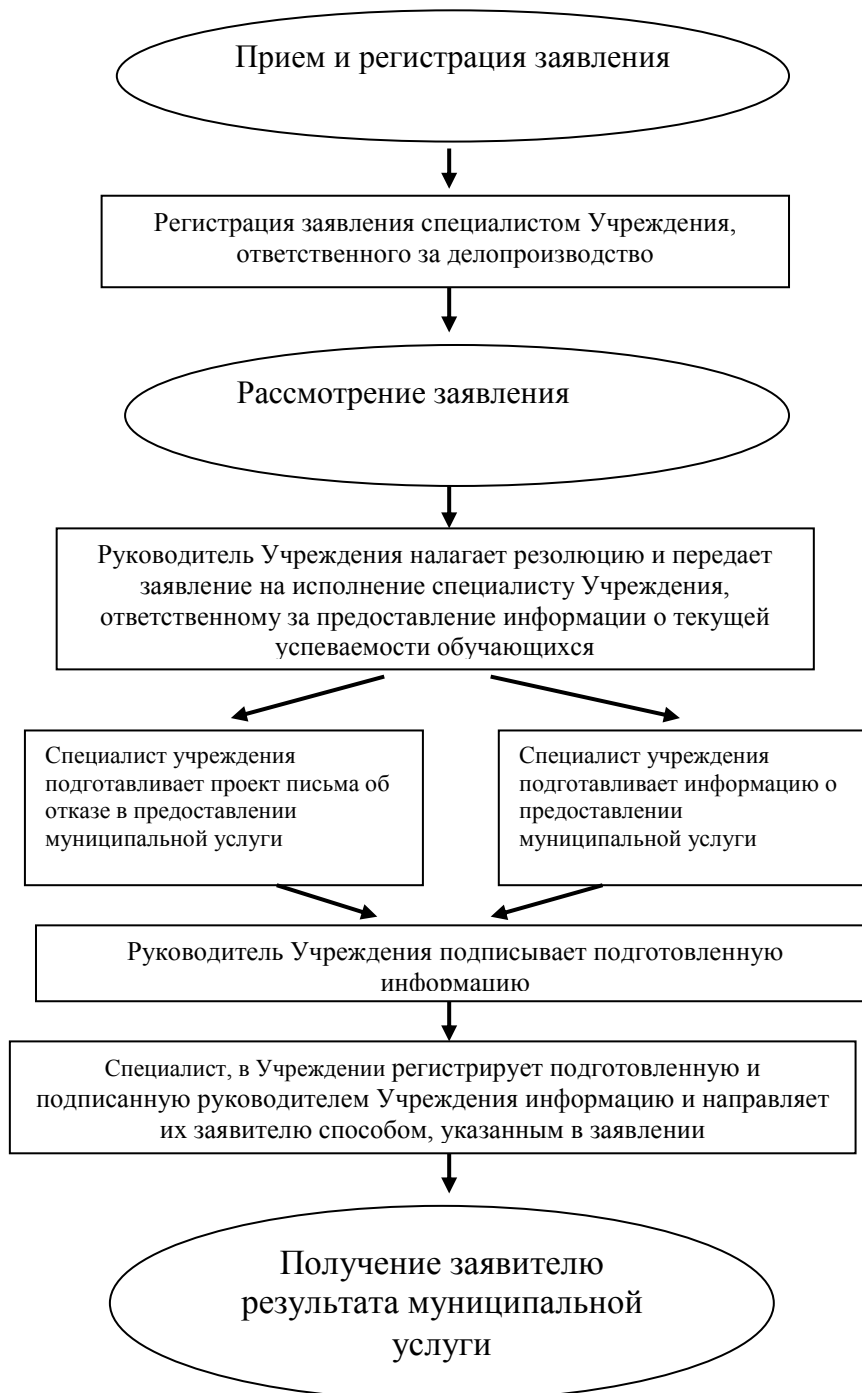 Прием и регистрация заявления
Регистрация заявления специалистом Учреждения,
ответственного за делопроизводство
Рассмотрение заявления
Руководитель Учреждения налагает резолюцию и передает
заявление на исполнение специалисту Учреждения,
ответственному за предоставление информации о текущей
успеваемости обучающихся
Специалист учреждения
подготавливает проект письма об
отказе в предоставлении
муниципальной услуги
Специалист учреждения
подготавливает информацию о
предоставлении
муниципальной услуги
Руководитель Учреждения подписывает подготовленную
информацию
Специалист, в Учреждении регистрирует подготовленную и
подписанную руководителем Учреждения информацию и направляет
их заявителю способом, указанным в заявлении
Получение заявителю
результата муниципальной
услуги